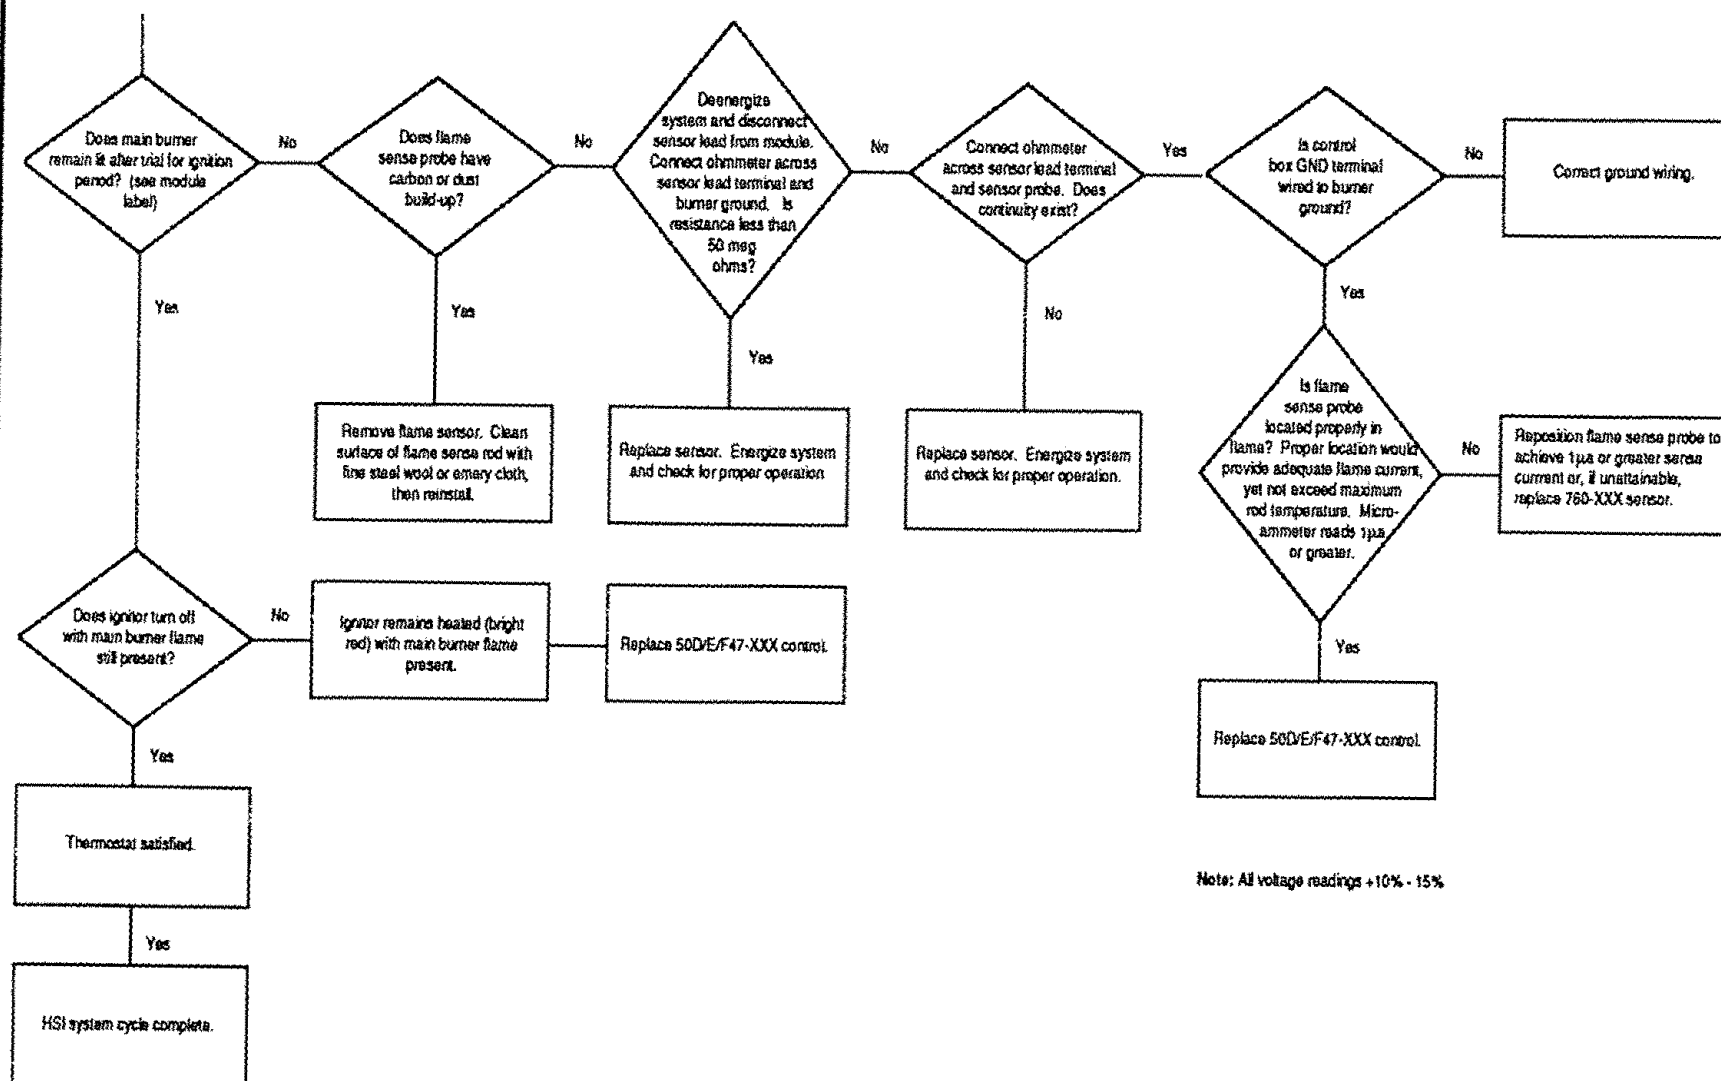 Does main burner
remain lit after trial for ignition
period? (see module
label)
No
Does flame
sense probe have
carbon or dust
build-up?
No
Deenergize
system and disconnect
sensor lead from module.
Connect ohmmeter across
sensor lead terminal and
burner ground. Is
resistance less than
50 meg
ohms?
No
Connect ohmmeter
across sensor lead terminal
and sensor probe. Does
continuity exist?
Yes
Is control
box GND terminal
wired to burner
ground?
No
Correct ground wiring.
Yes
Yes
Yes
No
Yes
Remove flame sensor. Clean
surface of flame sense rod with
fine steel wool or emery cloth,
then reinstall.
Replace sensor. Energize system
and check for proper operation
Replace sensor. Energize system
and check for proper operation.
Is flame
sense probe
located properly in
flame? Proper location would
provide adequate flame current,
yet not exceed maximum
rod temperature. Micro-
ammeter reads 1µa
or greater.
No
Reposition flame sense probe to
achieve 1µa or greater sense
current or, if unattainable,
replace 760-XXX sensor.
Does ignitor turn off
with main burner flame
still present?
No
Ignitor remains heated (bright
red) with main burner flame
present.
Replace 50D/E/F47-XXX control.
Yes
Replace 50D/E/F47-XXX control.
Yes
Thermostat satisfied.
Note: All voltage readings +10% - 15%
Yes
HSI system cycle complete.